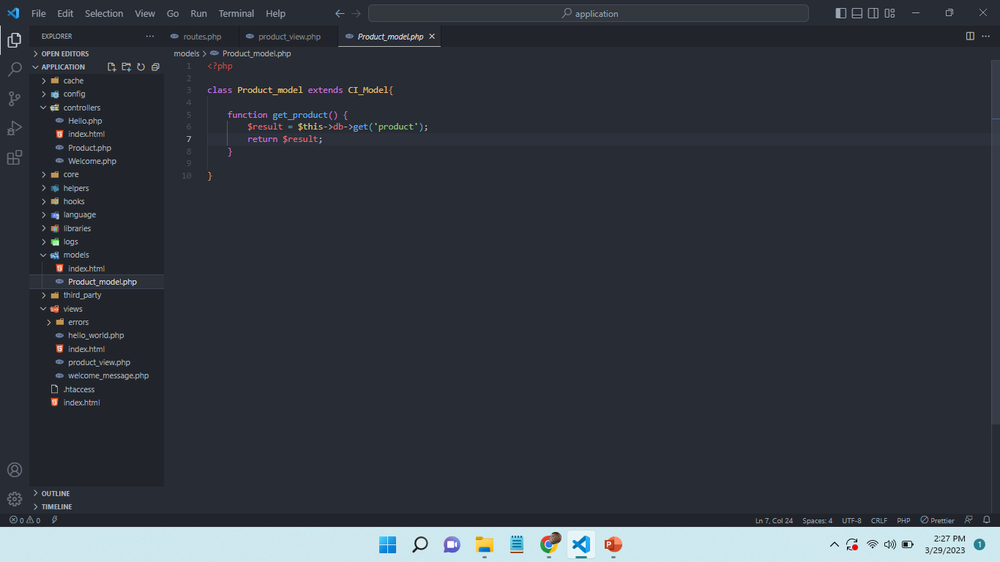 File Edit Selection View Go Run Terminal Help
application
EXPLORER
routes.php
product_view.php
Product_model.php
OPEN EDITORS
APPLICATION
cache
config
controllers
Hello.php
index.html
Product.php
Welcome.php
core
helpers
hooks
language
libraries
logs
models
index.html
Product_model.php
third_party
views
errors
hello_world.php
index.html
product_view.php
welcome_message.php
.htaccess
index.html
OUTLINE
TIMELINE
models > Product_model.php
1 <?php
2
3 class Product_model extends CI_Model{
4
5     function get_product() {
6         $result = $this->db->get('product');
7         return $result;
8     }
9
10 }
0 0
Ln 7, Col 24 Spaces: 4 UTF-8 CRLF PHP Prettier
2:27 PM
3/29/2023
1